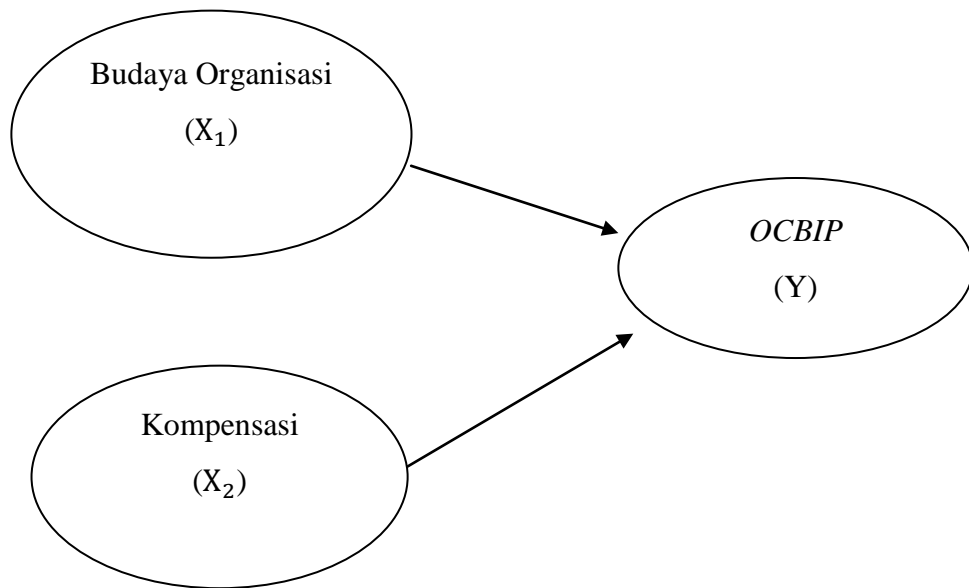 Budaya Organisasi
(X₁)
OCBIP
(Y)
Kompensasi
(X₂)